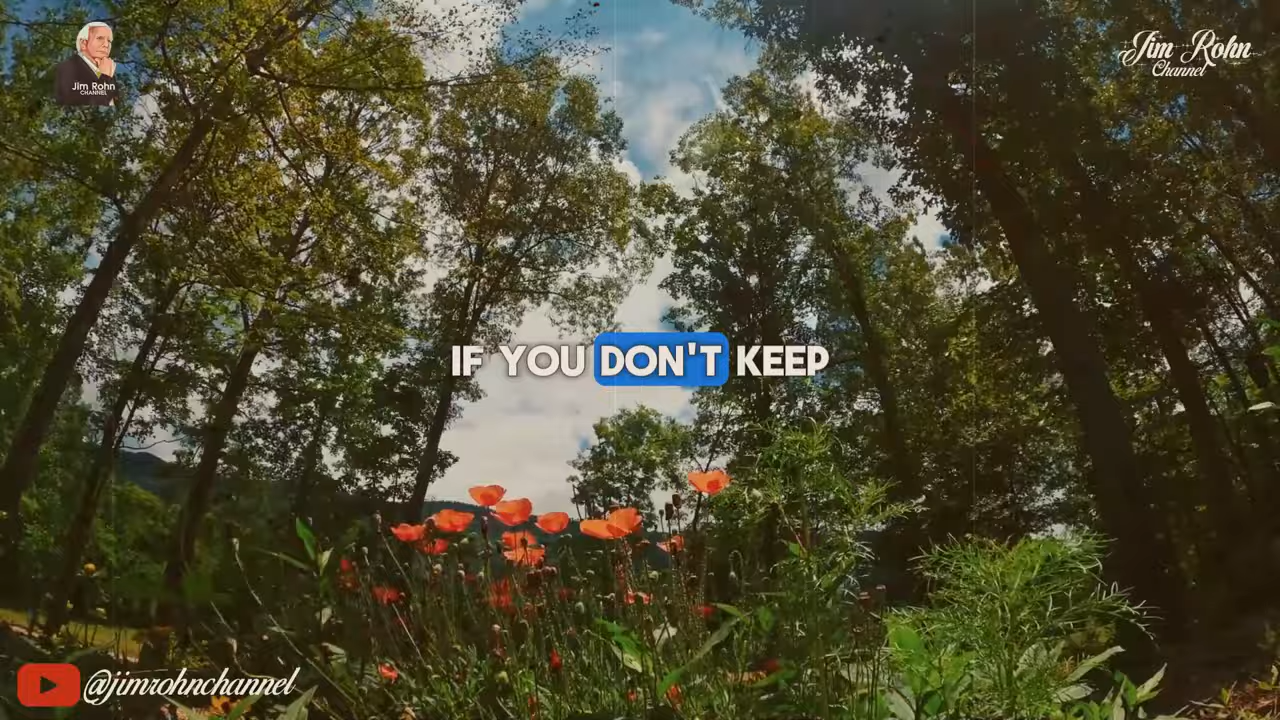 Jim Rohn
CHANNEL
Jim Rohn
Channel
IF YOU DON'T KEEP
@jimrohnchannel